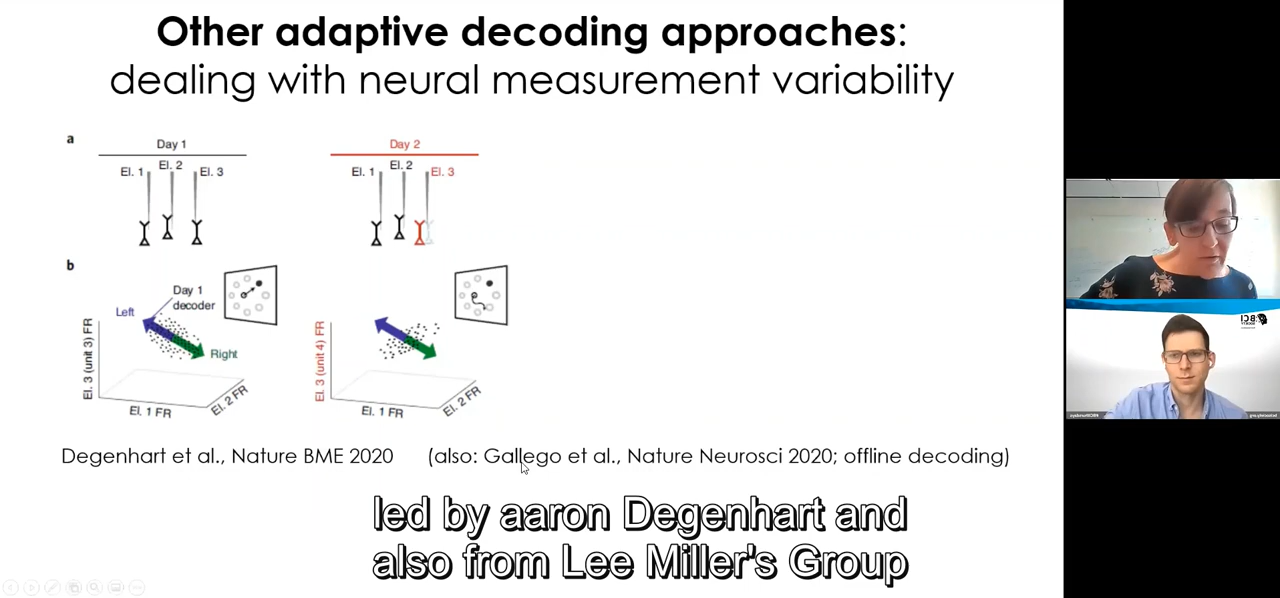 Other adaptive decoding approaches:
dealing with neural measurement variability
a
Day 1
El. 1
El. 2
El. 3
Day 2
El. 1
El. 2
El. 3
b
Day 1
decoder
Left
Right
El. 3 (unit 3) FR
El. 1 FR
El. 2 FR
El. 3 (unit 4) FR
El. 1 FR
El. 2 FR
Degenhart et al., Nature BME 2020
(also: Gallego et al., Nature Neurosci 2020; offline decoding)
led by aaron Degenhart and
also from Lee Miller's Group
BCI